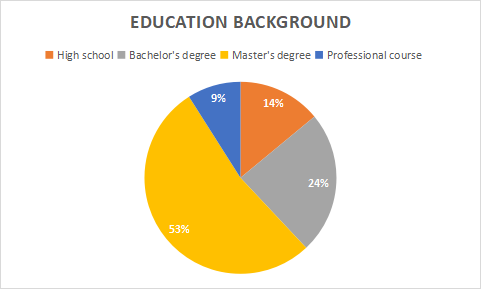 EDUCATION BACKGROUND
High school Bachelor's degree Master's degree Professional course
9%
14%
24%
53%